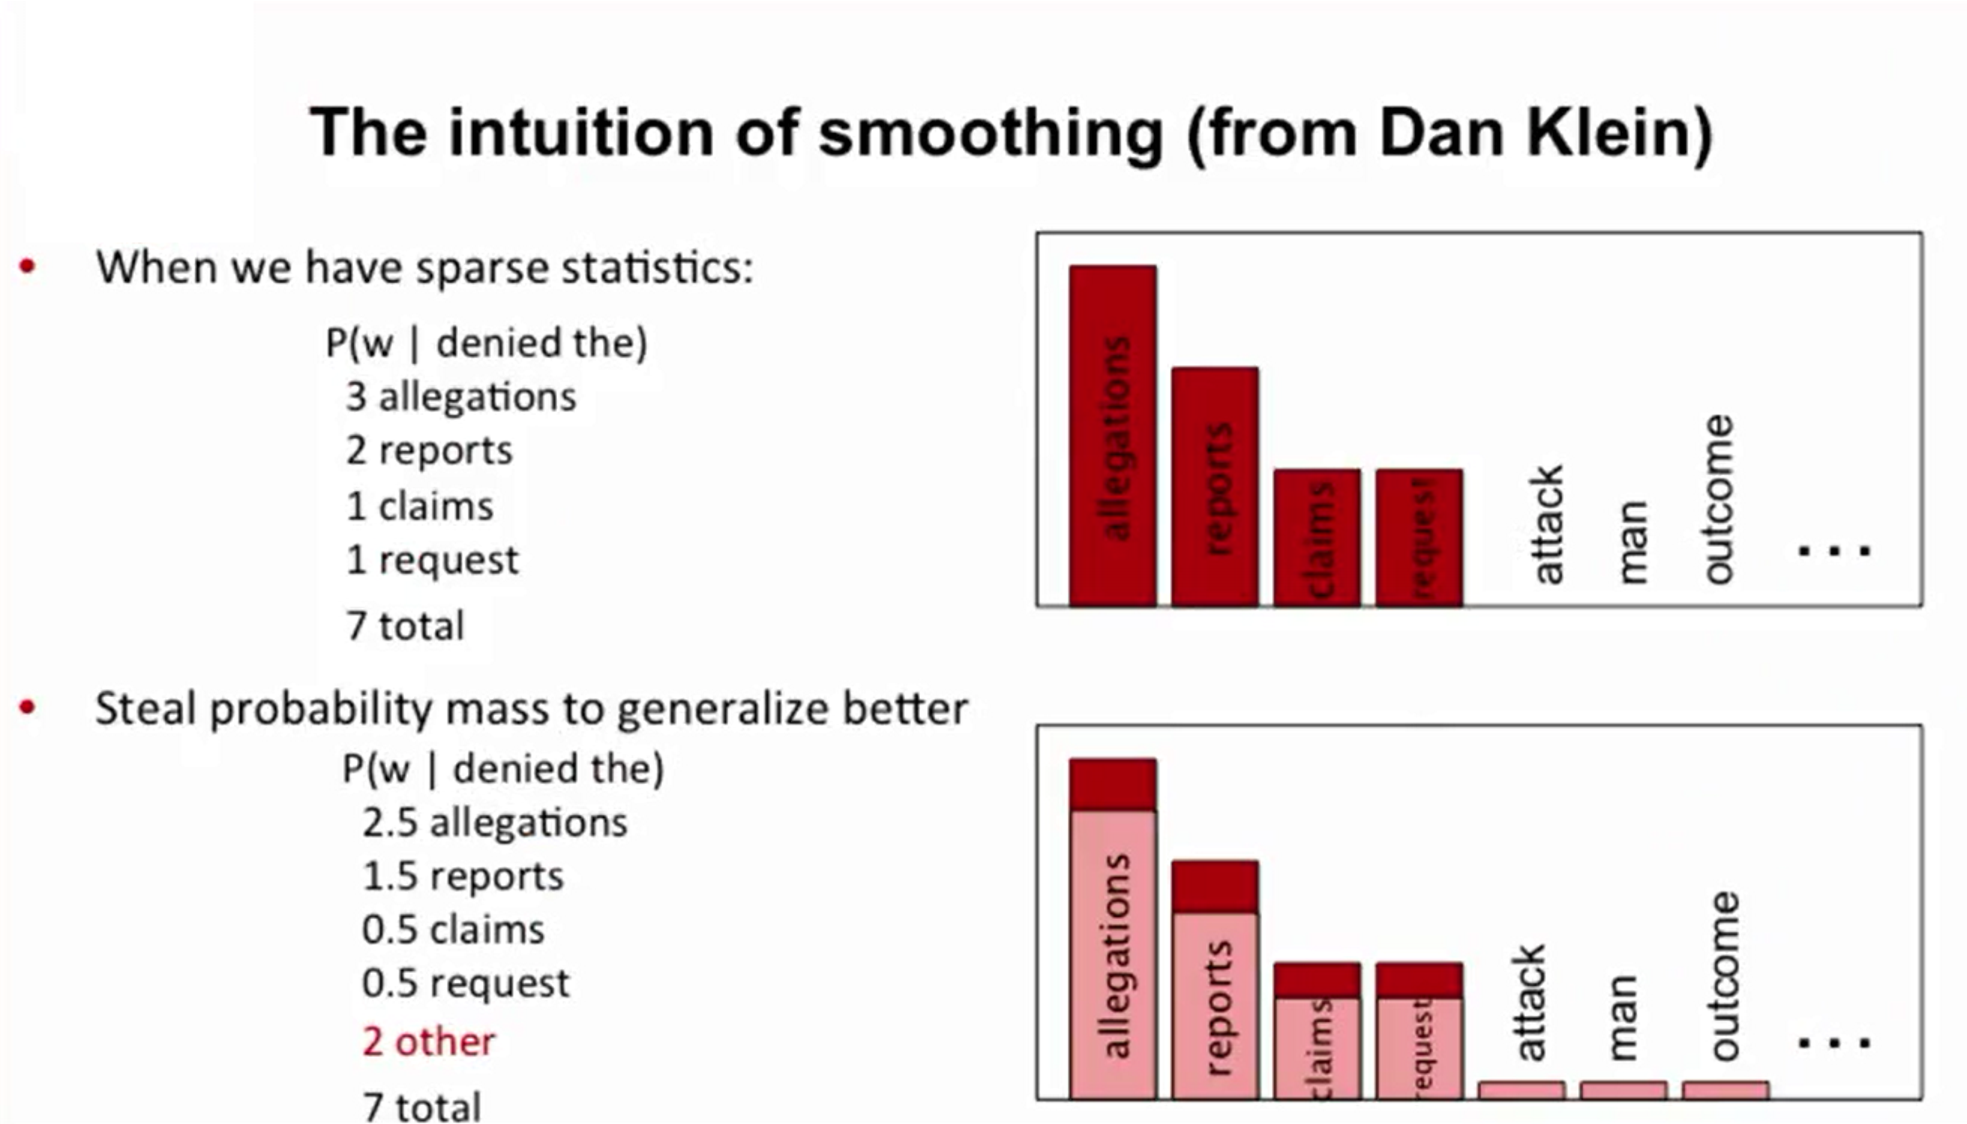 The intuition of smoothing (from Dan Klein)
• When we have sparse statistics:
P(w | denied the)
3 allegations
2 reports
1 claims
1 request
7 total
allegations
reports
claims
request
attack
man
outcome
...
• Steal probability mass to generalize better
P(w | denied the)
2.5 allegations
1.5 reports
0.5 claims
0.5 request
2 other
7 total
allegations
reports
claims
request
attack
man
outcome
...